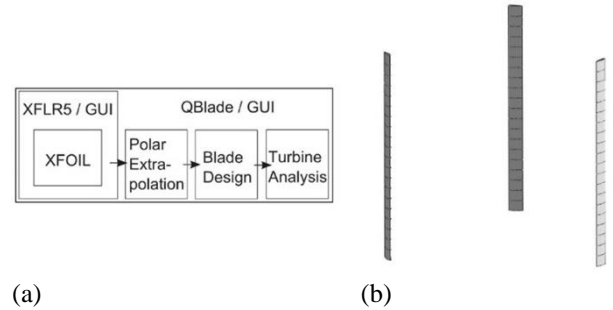 XFLR5 / GUI
QBlade / GUI
XFOIL
Polar
Extra-
polation
Blade
Design
Turbine
Analysis
(a)
(b)